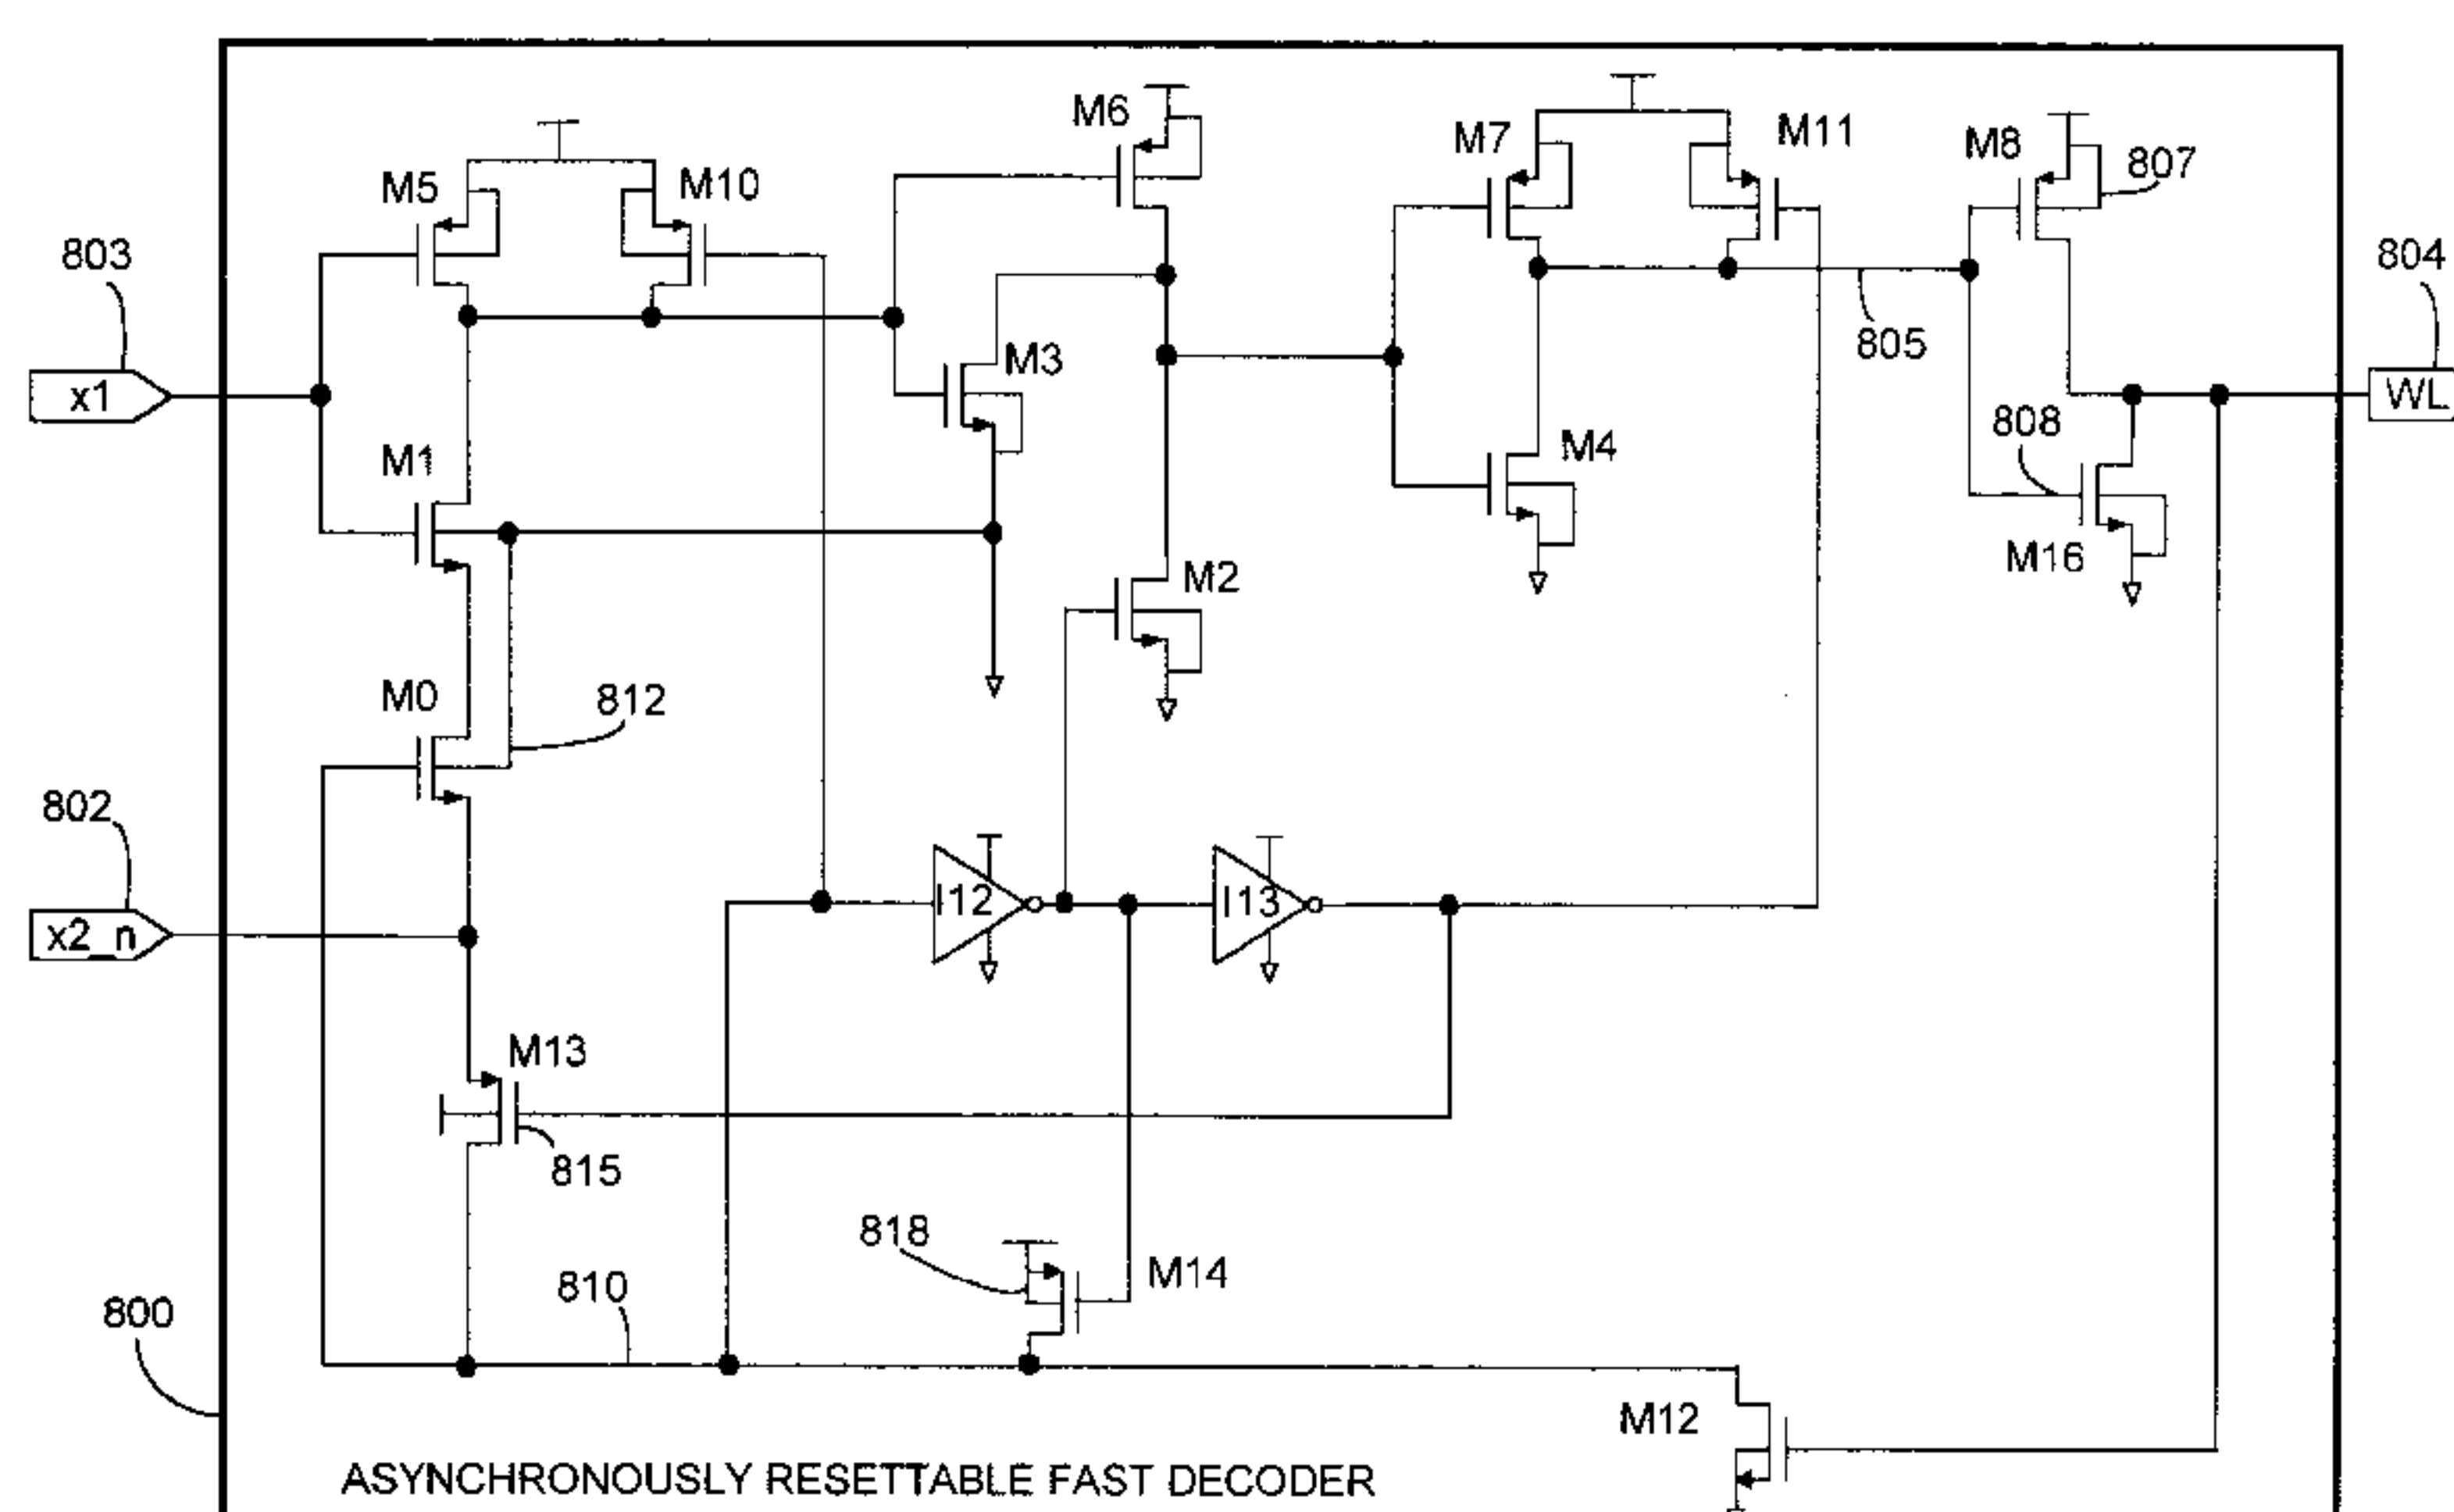 M6
M7
M11
M8
807
M5
M10
803
804
x1
M3
805
WL
M1
M4
808
M16
M2
M0
812
802
x2_n
I12
I13
M13
815
818
M14
810
800
M12
ASYNCHRONOUSLY RESETTABLE FAST DECODER